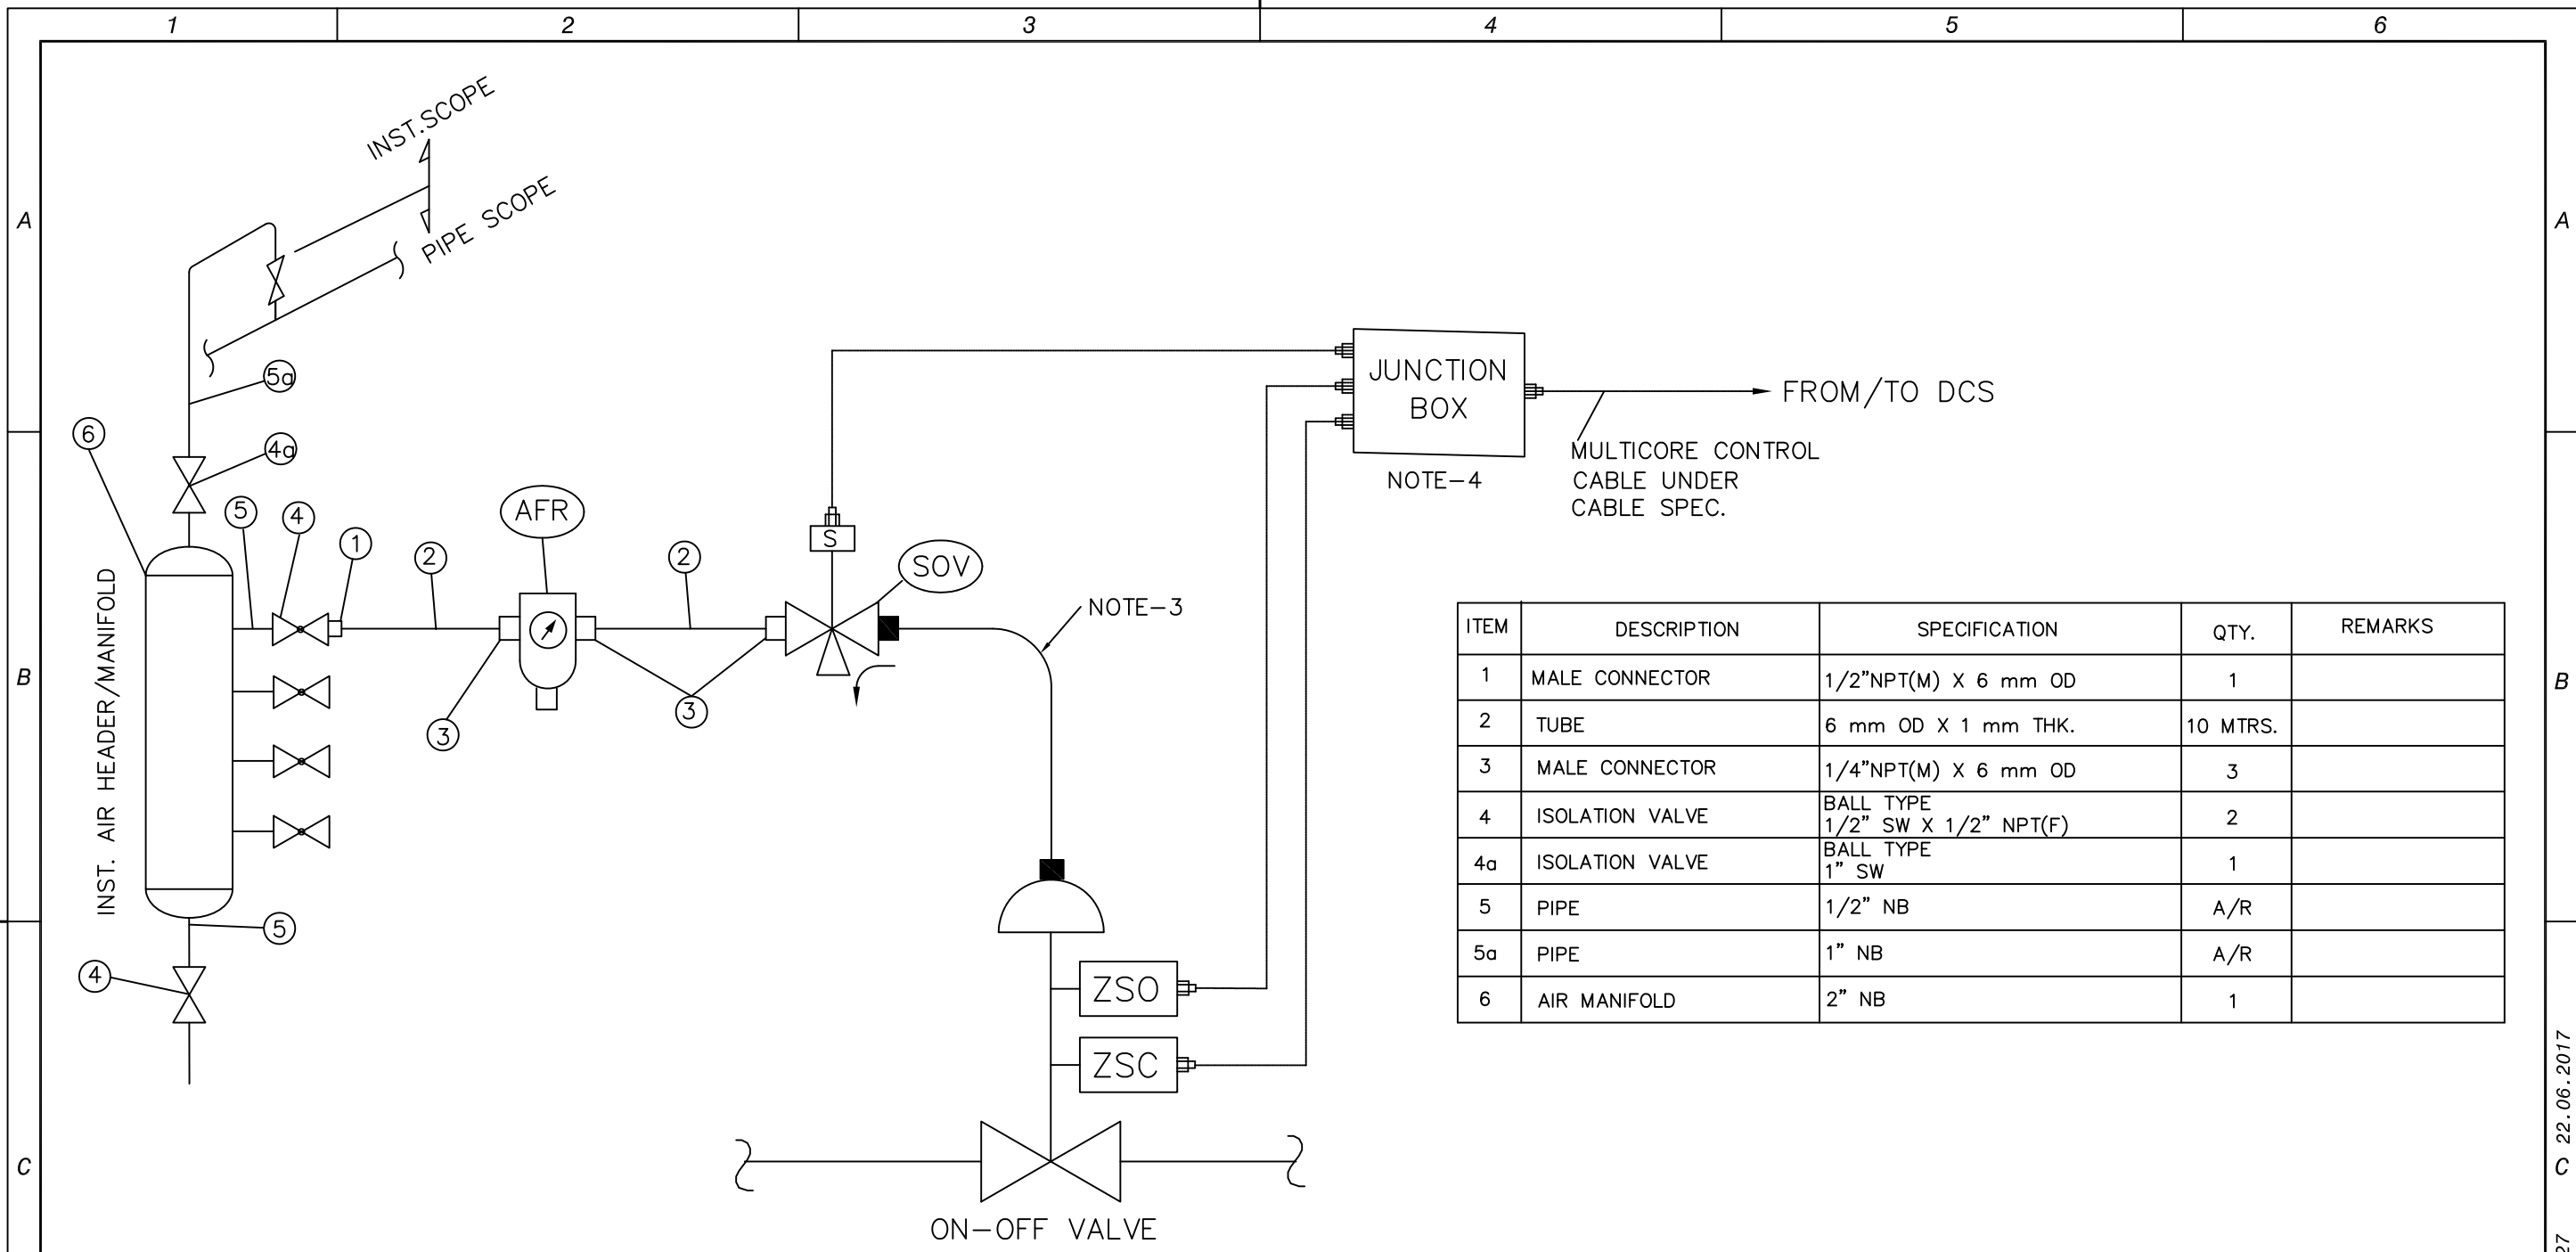 1 2 3 4 5 6
INST.SCOPE
PIPE SCOPE
A A
5a
6
4a
JUNCTION
BOX
FROM/TO DCS
MULTICORE CONTROL
CABLE UNDER
CABLE SPEC.
NOTE-4
5 4 1 2 AFR 2
S
SOV
NOTE-3
INST. AIR HEADER/MANIFOLD
B B
3 3
ITEM DESCRIPTION SPECIFICATION QTY. REMARKS
1 MALE CONNECTOR 1/2"NPT(M) X 6 mm OD 1
2 TUBE 6 mm OD X 1 mm THK. 10 MTRS.
3 MALE CONNECTOR 1/4"NPT(M) X 6 mm OD 3
4 ISOLATION VALVE BALL TYPE
1/2" SW X 1/2" NPT(F) 2
4a ISOLATION VALVE BALL TYPE
1" SW 1
5 PIPE 1/2" NB A/R
5a PIPE 1" NB A/R
6 AIR MANIFOLD 2" NB 1
5
4
ZSO
ZSC
C C
ON-OFF VALVE
22.06.2017
27